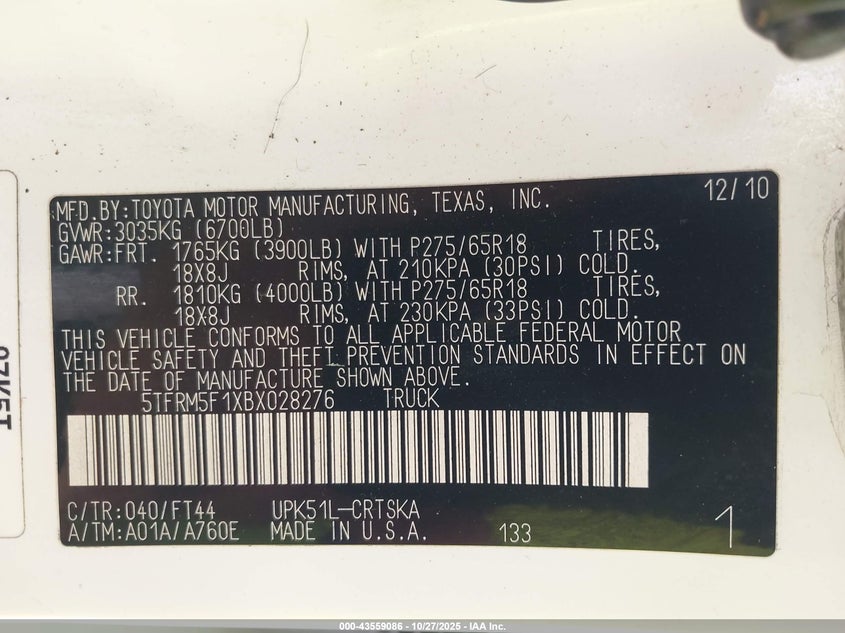 MFD.BY:TOYOTA MOTOR MANUFACTURING, TEXAS, INC. 12/10
GVWR:3035KG (6700LB)
GAWR:FRT. 1765KG (3900LB) WITH P275/65R18 TIRES,
18X8J RIMS, AT 210KPA (30PSI) COLD.
RR. 1810KG (4000LB) WITH P275/65R18 TIRES,
18X8J RIMS, AT 230KPA (33PSI) COLD.
THIS VEHICLE CONFORMS TO ALL APPLICABLE FEDERAL MOTOR
VEHICLE SAFETY AND THEFT PREVENTION STANDARDS IN EFFECT ON
THE DATE OF MANUFACTURE SHOWN ABOVE.
5TFRM5F1XBX028276 TRUCK
C/TR:040/FT44 UPK51L-CRTSKA
A/TM:A01A/A760E MADE IN U.S.A. 133 1
000-43559086 - 10/27/2025 - IAA Inc.